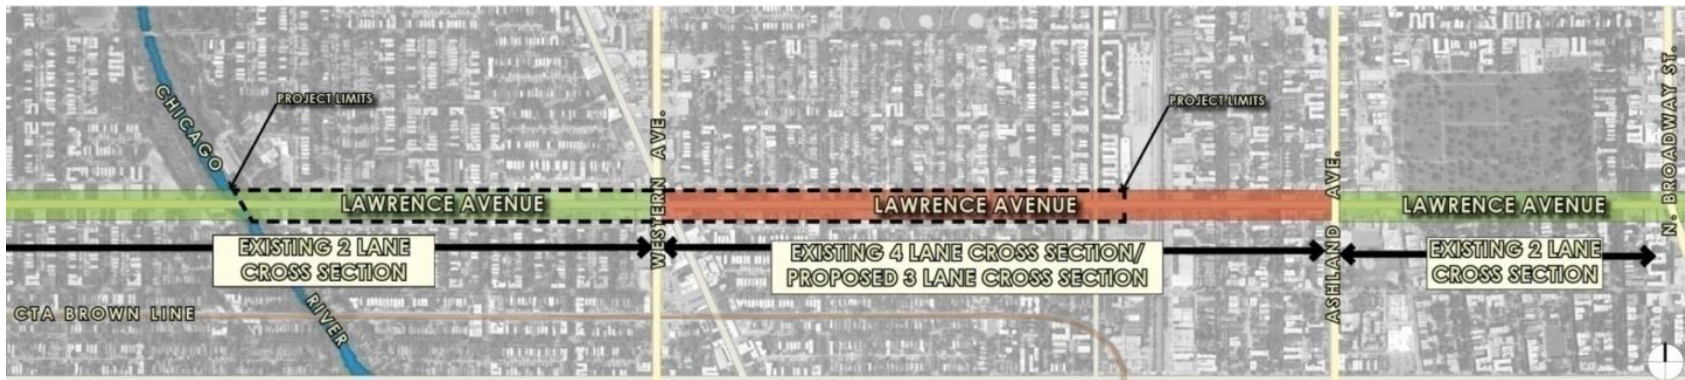 CHICAGO
PROJECT LIMITS
WESTERN AVE.
PROJECT LIMITS
ASHLAND AVE.
N. BROADWAY ST.
LAWRENCE AVENUE
LAWRENCE AVENUE
LAWRENCE AVENUE
EXISTING 2 LANE
CROSS SECTION
EXISTING 4 LANE CROSS SECTION/
PROPOSED 3 LANE CROSS SECTION
EXISTING 2 LANE
CROSS SECTION
CTA BROWN LINE
RIVER